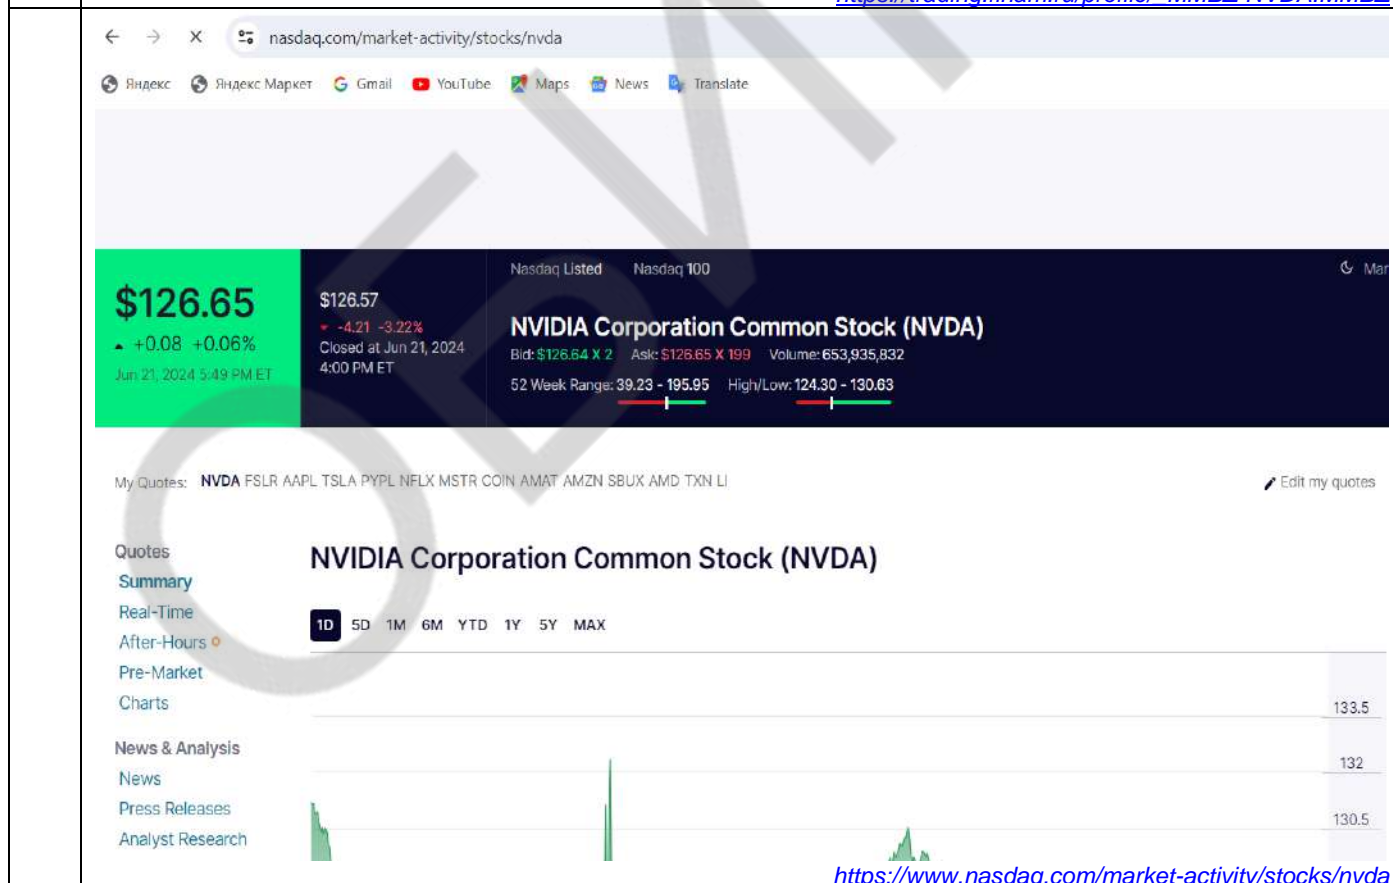 nasdaq.com/market-activity/stocks/nvda
Яндекс Яндекс Маркет Gmail YouTube Maps News Translate
Nasdaq Listed Nasdaq 100 Mar
$126.65
+0.08 +0.06%
Jun 21, 2024 5:49 PM ET
$126.57
-4.21 -3.22%
Closed at Jun 21, 2024
4:00 PM ET
NVIDIA Corporation Common Stock (NVDA)
Bid: $126.64 X 2 Ask: $126.65 X 199 Volume: 653,935,832
52 Week Range: 39.23 - 195.95 High/Low: 124.30 - 130.63
My Quotes: NVDA FSLR AAPL TSLA PYPL NFLX MSTR COIN AMAT AMZN SBUX AMD TXN LI
Edit my quotes
Quotes
Summary
Real-Time
After-Hours
Pre-Market
Charts
News & Analysis
News
Press Releases
Analyst Research
NVIDIA Corporation Common Stock (NVDA)
1D 5D 1M 6M YTD 1Y 5Y MAX
133.5
132
130.5
https://www.nasdaq.com/market-activity/stocks/nvda